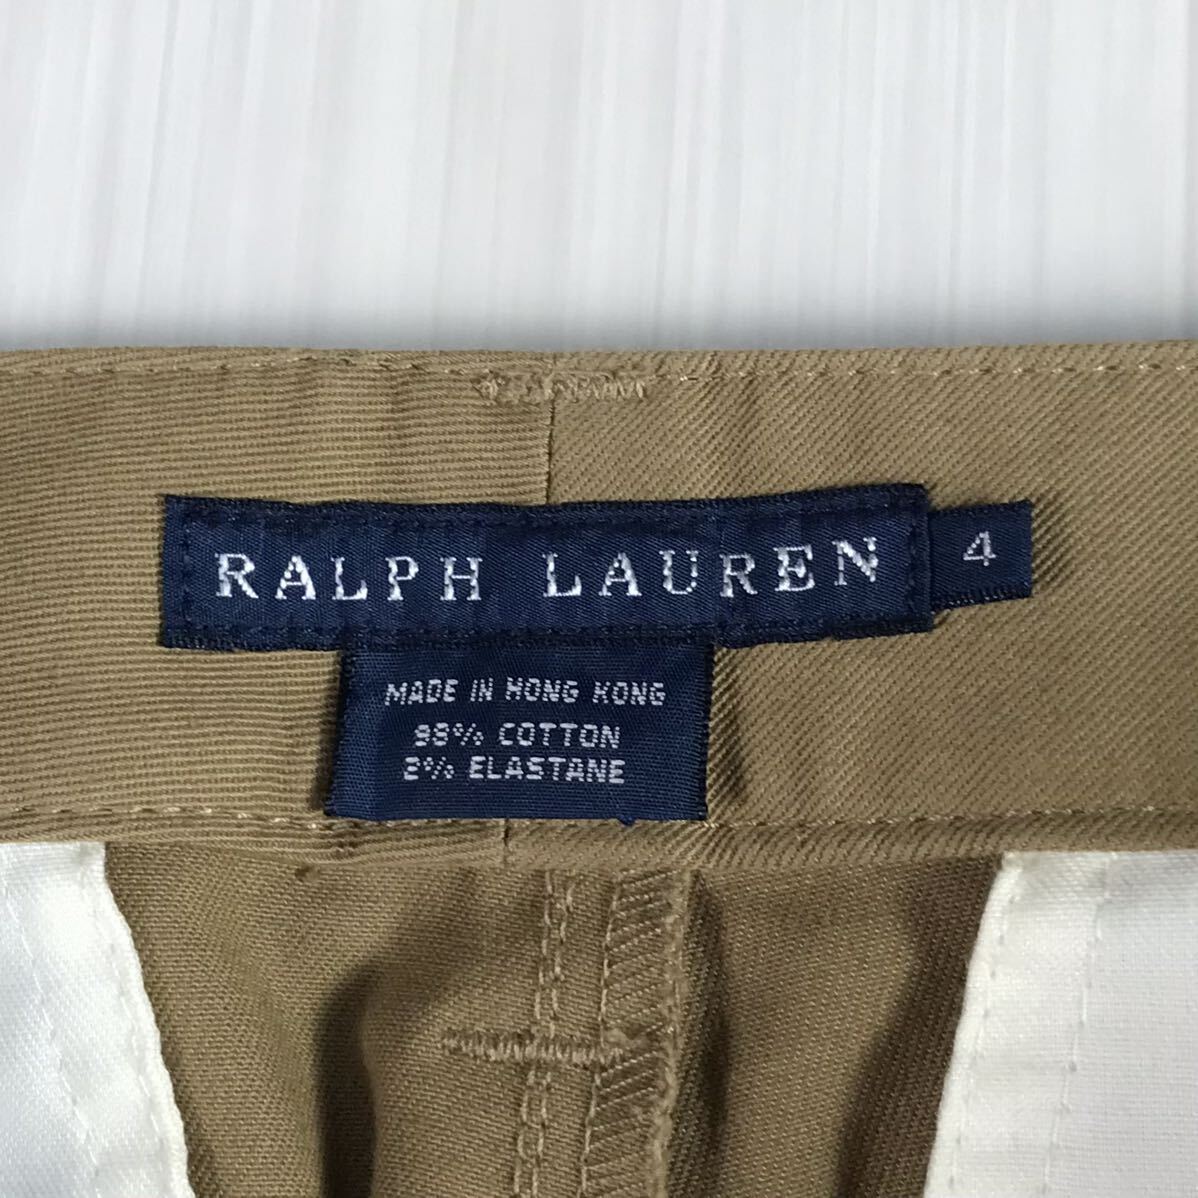 RALPH LAUREN 4
MADE IN HONG KONG
98% COTTON
2% ELASTANE